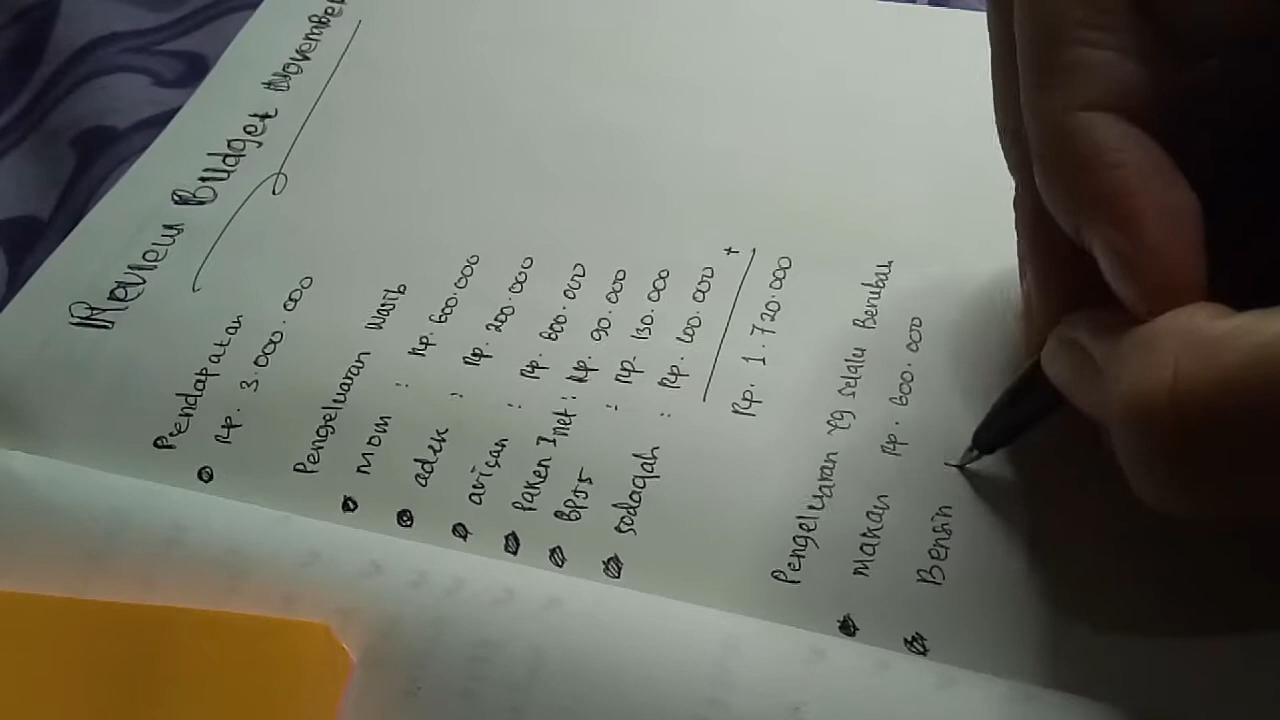 Review Budget November
Pendapatan
Rp. 3.000.000
Pengeluaran Wajib
mom : Rp. 600.000
adek : Rp. 200.000
arisan : Rp. 600.000
Paken Inet : Rp. 90.000
BPJS : Rp 130.000
sodaqah : Rp. 100.000 +
Rp. 1.720.000
Pengeluaran yg selalu Berubah
makan Rp. 600.000
Bensin